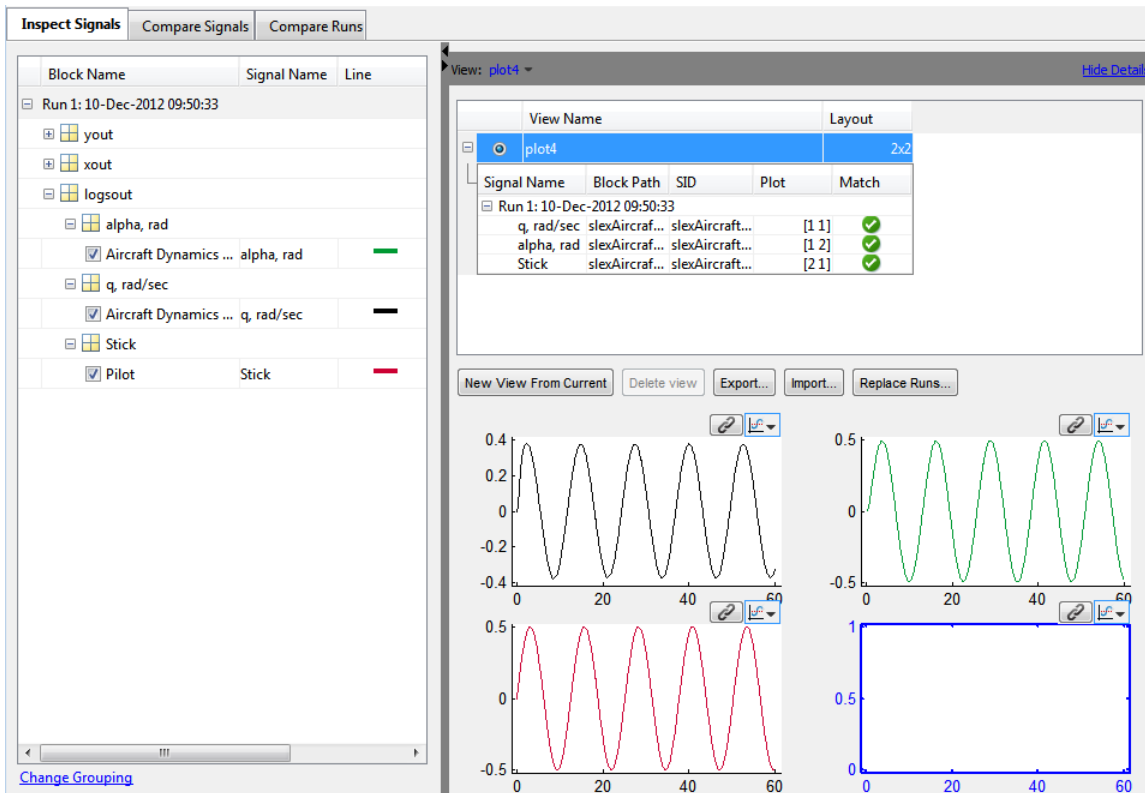 Inspect Signals Compare Signals Compare Runs
Block Name Signal Name Line
Run 1: 10-Dec-2012 09:50:33
yout
xout
logsout
alpha, rad
Aircraft Dynamics ... alpha, rad
q, rad/sec
Aircraft Dynamics ... q, rad/sec
Stick
Pilot Stick
Change Grouping
View: plot4 Hide Detail
View Name Layout
plot4 2x2
Signal Name Block Path SID Plot Match
Run 1: 10-Dec-2012 09:50:33
q, rad/sec slexAircraf... slexAircraft... [1 1]
alpha, rad slexAircraf... slexAircraft... [1 2]
Stick slexAircraf... slexAircraft... [2 1]
New View From Current Delete view Export... Import... Replace Runs...
0.4
0.2
0
-0.2
-0.4
0 20 40 60
0.5
0
-0.5
0 20 40 60
0.5
0
-0.5
0 20 40 60
1
0.5
0
0 20 40 60